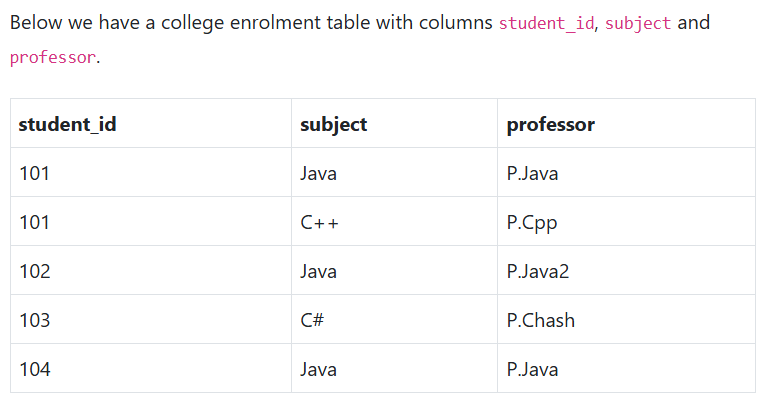 Below we have a college enrolment table with columns student_id, subject and
professor.
student_id subject professor
101 Java P.Java
101 C++ P.Cpp
102 Java P.Java2
103 C# P.Chash
104 Java P.Java